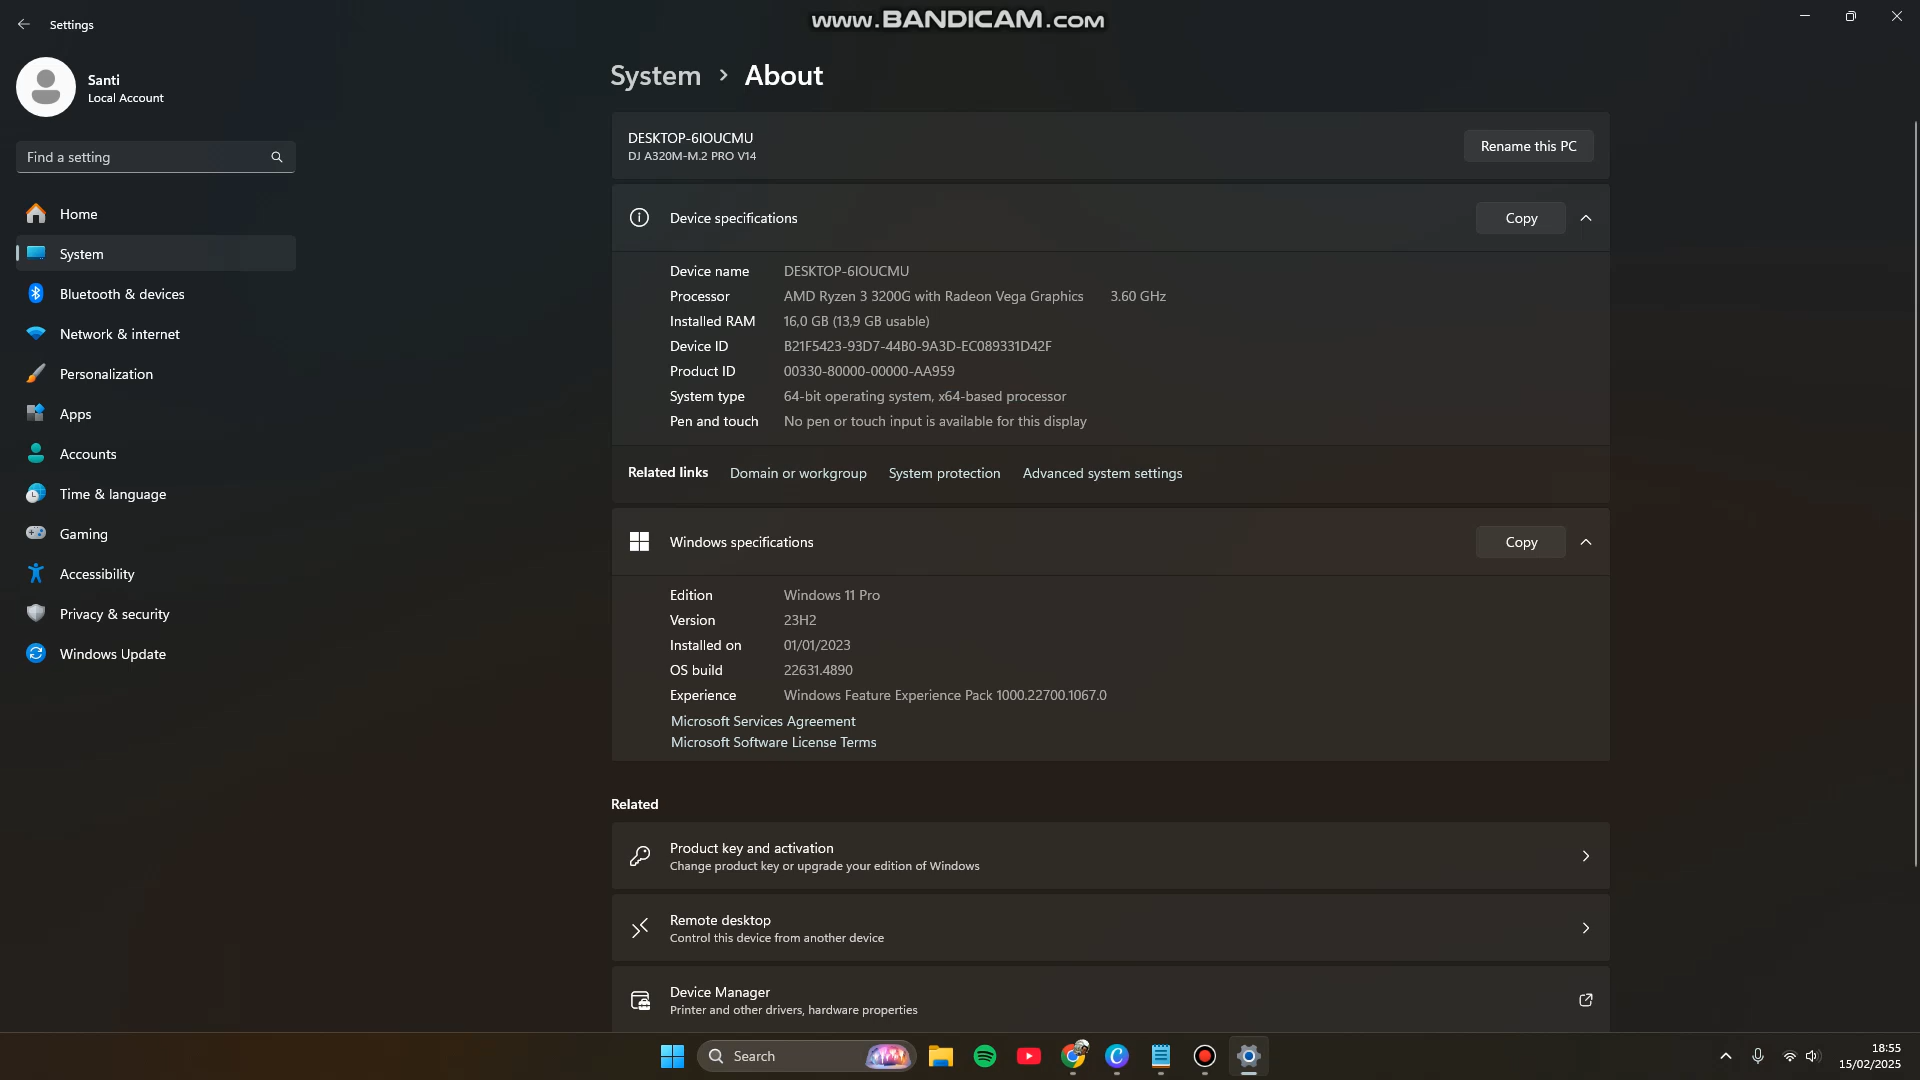 www.BANDICAM.com
Settings
Santi
Local Account
Find a setting
Home
System
Bluetooth & devices
Network & internet
Personalization
Apps
Accounts
Time & language
Gaming
Accessibility
Privacy & security
Windows Update
System > About
DESKTOP-6IOUCMU
DJ A320M-M.2 PRO V14
Rename this PC
Device specifications Copy
Device name DESKTOP-6IOUCMU
Processor AMD Ryzen 3 3200G with Radeon Vega Graphics 3.60 GHz
Installed RAM 16,0 GB (13,9 GB usable)
Device ID B21F5423-93D7-44B0-9A3D-EC089331D42F
Product ID 00330-80000-00000-AA959
System type 64-bit operating system, x64-based processor
Pen and touch No pen or touch input is available for this display
Related links Domain or workgroup System protection Advanced system settings
Windows specifications Copy
Edition Windows 11 Pro
Version 23H2
Installed on 01/01/2023
OS build 22631.4890
Experience Windows Feature Experience Pack 1000.22700.1067.0
Microsoft Services Agreement
Microsoft Software License Terms
Related
Product key and activation
Change product key or upgrade your edition of Windows
Remote desktop
Control this device from another device
Device Manager
Printer and other drivers, hardware properties
Search
18:55
15/02/2025